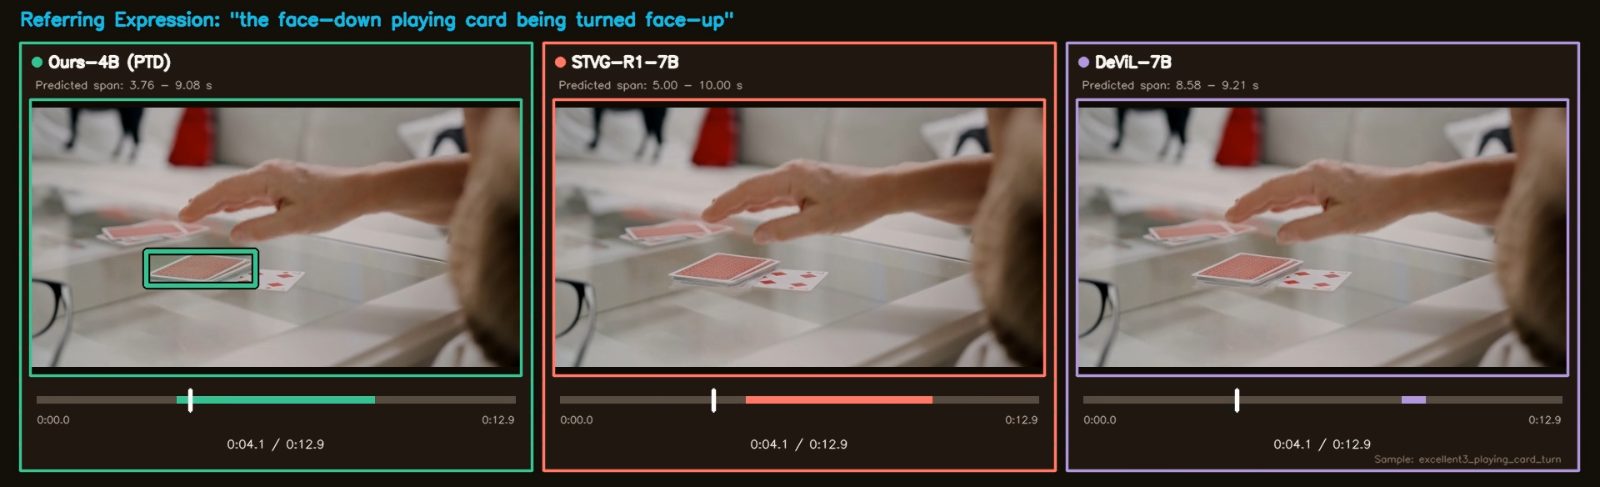 Referring Expression: "the face-down playing card being turned face-up"
Ours-4B (PTD)
Predicted span: 3.76 - 9.08 s
0:00.0
0:12.9
0:04.1 / 0:12.9
STVG-R1-7B
Predicted span: 5.00 - 10.00 s
0:00.0
0:12.9
0:04.1 / 0:12.9
DeViL-7B
Predicted span: 8.58 - 9.21 s
0:00.0
0:12.9
0:04.1 / 0:12.9
Sample: excellent3_playing_card_turn